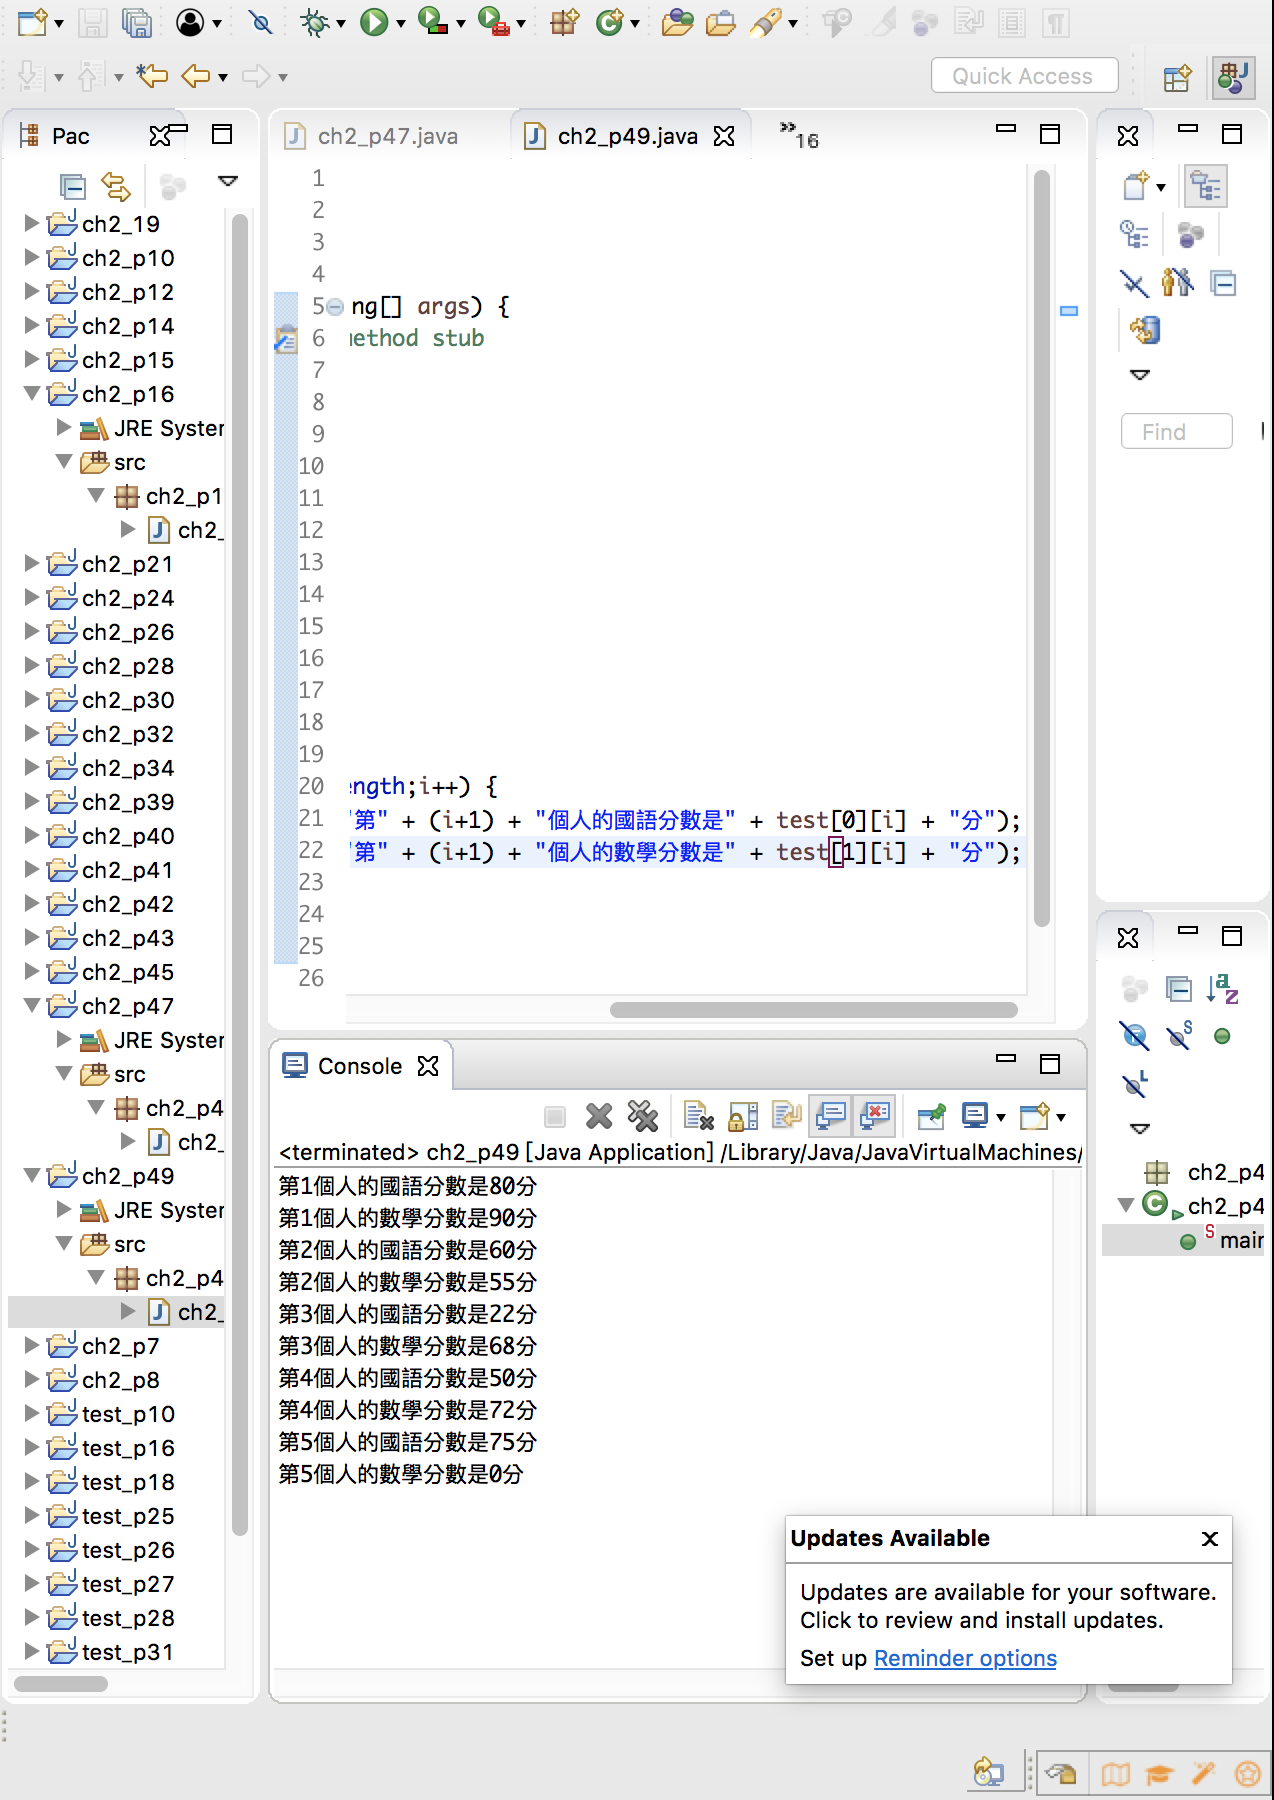 Quick Access
Pac
ch2_19
ch2_p10
ch2_p12
ch2_p14
ch2_p15
ch2_p16
JRE Syster
src
ch2_p1
ch2_
ch2_p21
ch2_p24
ch2_p26
ch2_p28
ch2_p30
ch2_p32
ch2_p34
ch2_p39
ch2_p40
ch2_p41
ch2_p42
ch2_p43
ch2_p45
ch2_p47
JRE Syster
src
ch2_p4
ch2_
ch2_p49
JRE Syster
src
ch2_p4
ch2_
ch2_p7
ch2_p8
test_p10
test_p16
test_p18
test_p25
test_p26
test_p27
test_p28
test_p31
ch2_p47.java
ch2_p49.java
»16
1
2
3
4
5 ng[] args) {
6 method stub
7
8
9
10
11
12
13
14
15
16
17
18
19
20 ength;i++) {
21 "第" + (i+1) + "個人的國語分數是" + test[0][i] + "分");
22 "第" + (i+1) + "個人的數學分數是" + test[1][i] + "分");
23
24
25
26
Console
<terminated> ch2_p49 [Java Application] /Library/Java/JavaVirtualMachines/
第1個人的國語分數是80分
第1個人的數學分數是90分
第2個人的國語分數是60分
第2個人的數學分數是55分
第3個人的國語分數是22分
第3個人的數學分數是68分
第4個人的國語分數是50分
第4個人的數學分數是72分
第5個人的國語分數是75分
第5個人的數學分數是0分
Find
ch2_p4
ch2_p4
main
Updates Available
Updates are available for your software.
Click to review and install updates.
Set up Reminder options